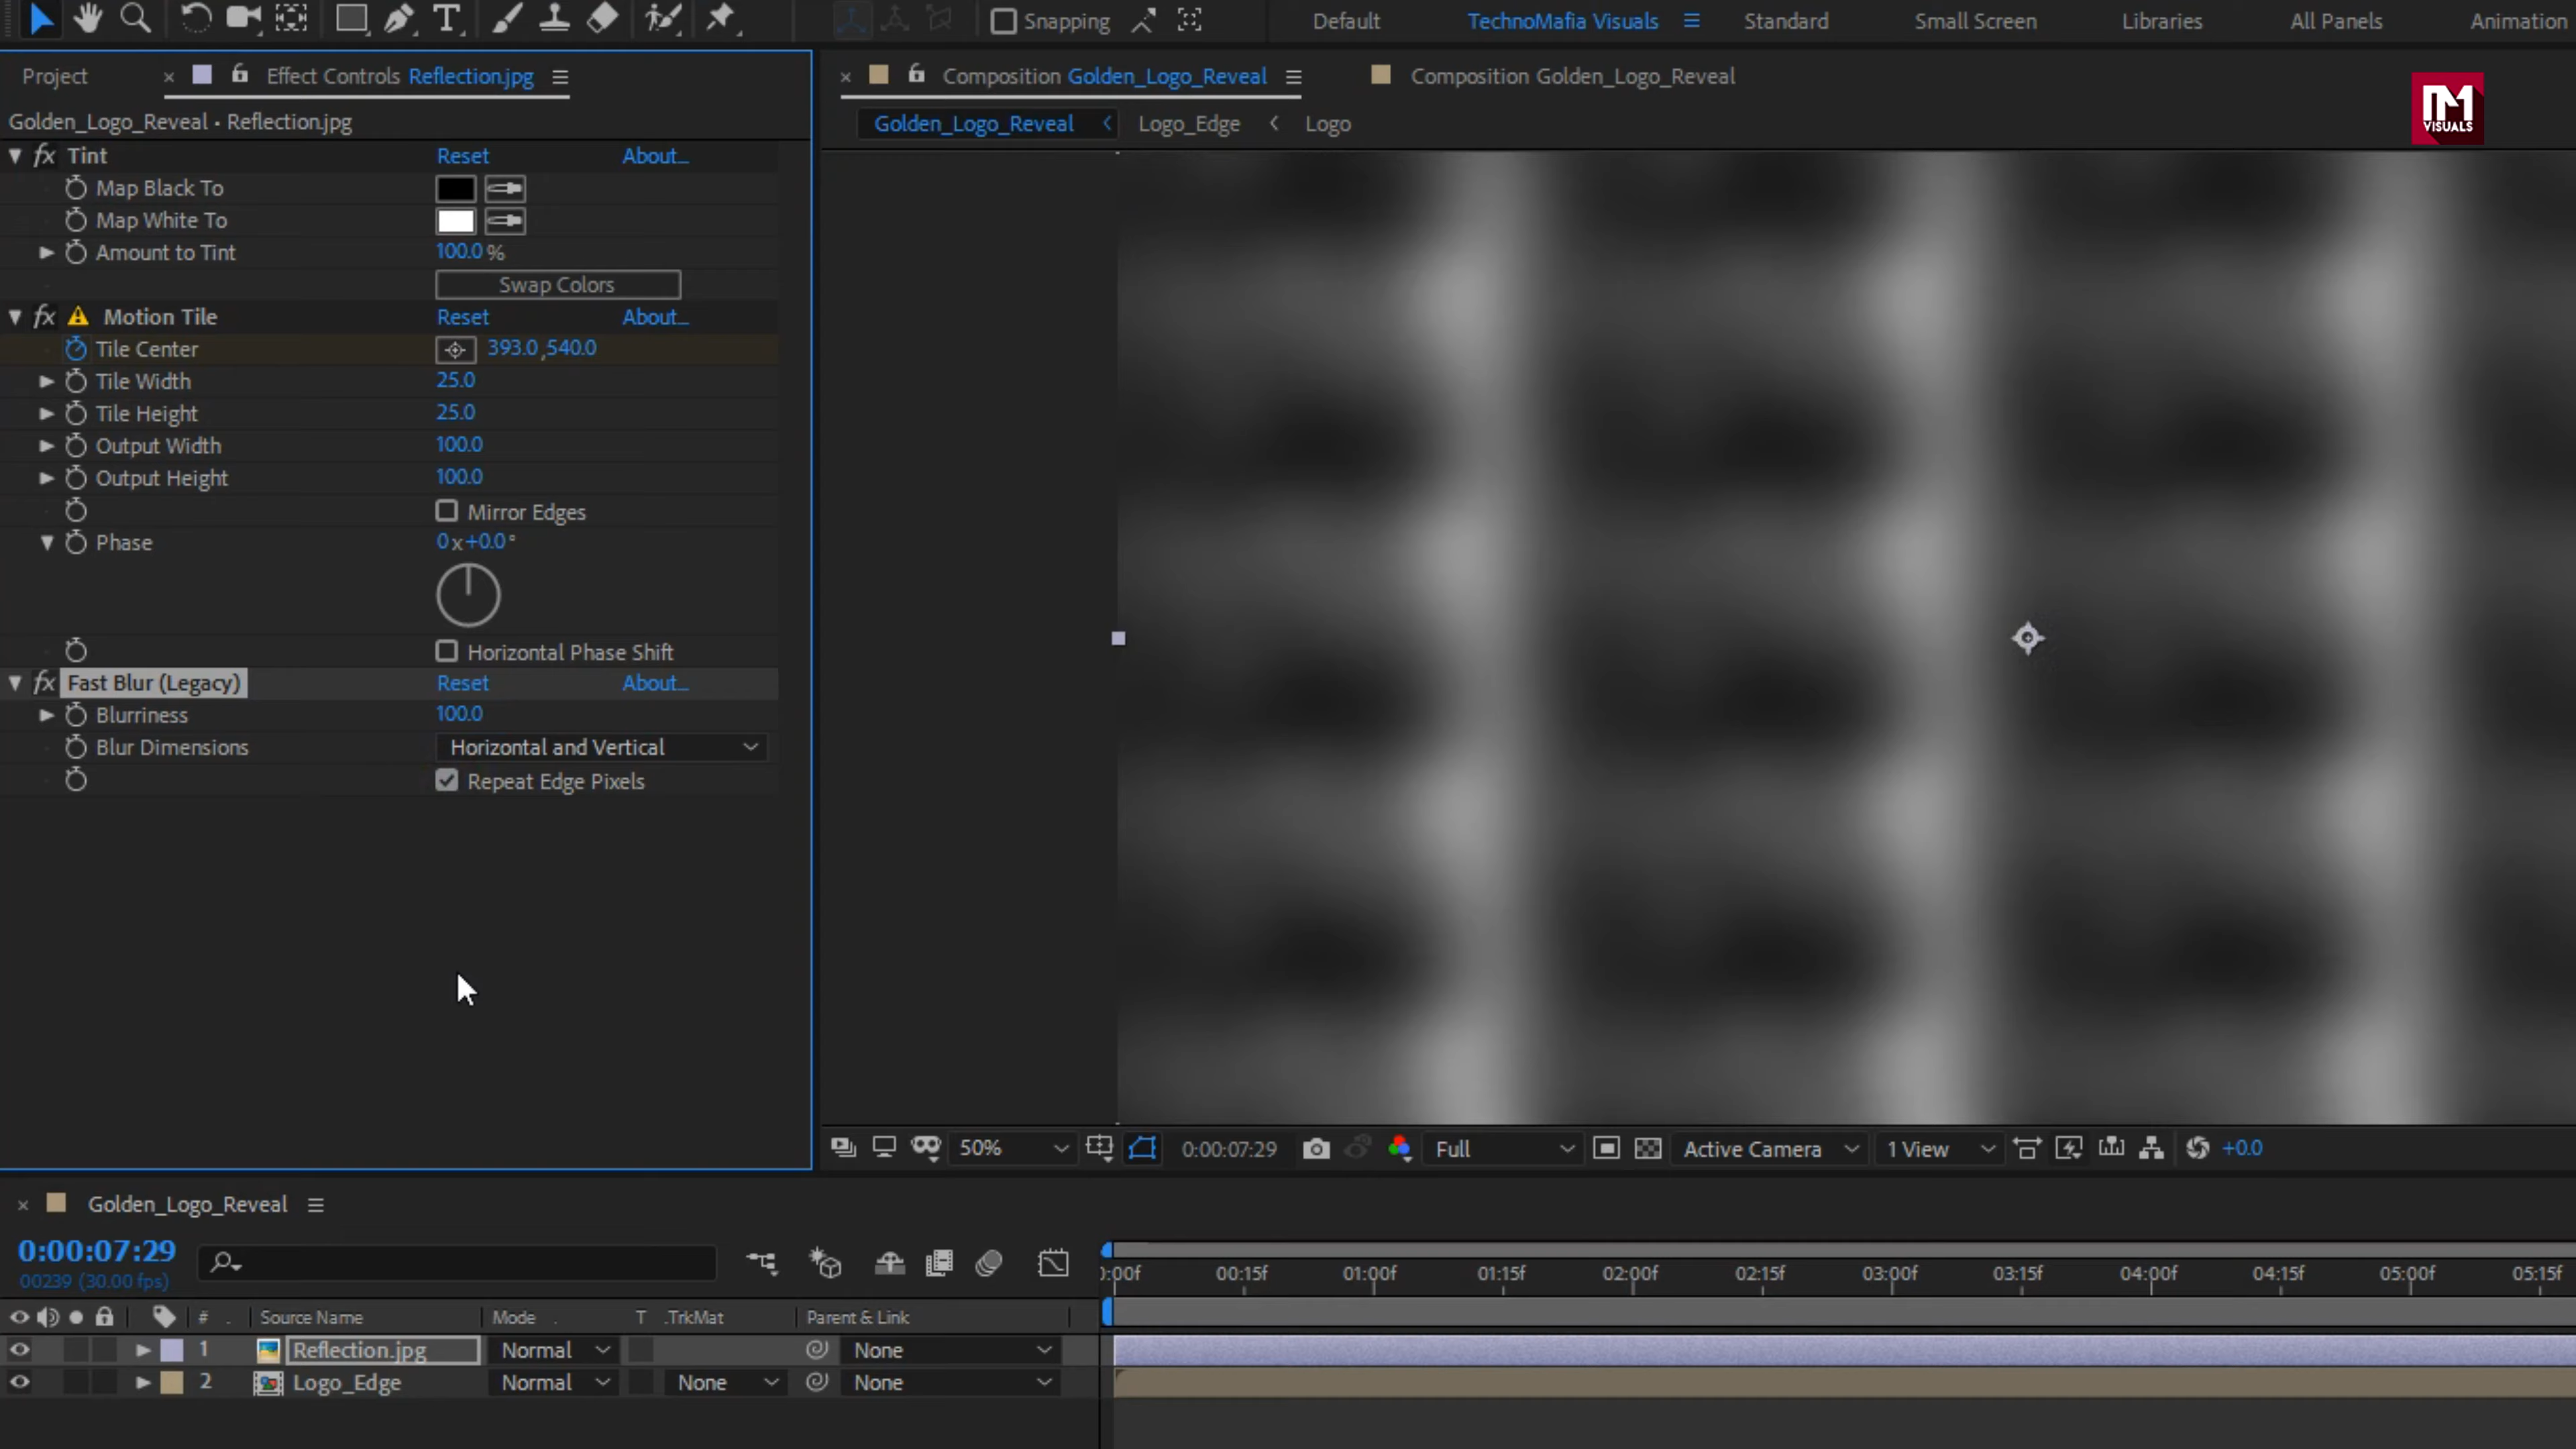 Snapping Default TechnoMafia Visuals Standard Small Screen Libraries All Panels Animation
Project Effect Controls Reflection.jpg
Composition Golden_Logo_Reveal Composition Golden_Logo_Reveal
VISUALS
Golden_Logo_Reveal • Reflection.jpg
Golden_Logo_Reveal Logo_Edge Logo
fx Tint Reset About...
Map Black To
Map White To
Amount to Tint 100.0 %
Swap Colors
fx Motion Tile Reset About...
Tile Center 393.0 ,540.0
Tile Width 25.0
Tile Height 25.0
Output Width 100.0
Output Height 100.0
Mirror Edges
Phase 0 x +0.0 °
Horizontal Phase Shift
fx Fast Blur (Legacy) Reset About...
Blurriness 100.0
Blur Dimensions Horizontal and Vertical
Repeat Edge Pixels
50% 0:00:07:29 Full Active Camera 1 View +0.0
Golden_Logo_Reveal
0:00:07:29
00239 (30.00 fps)
):00f 00:15f 01:00f 01:15f 02:00f 02:15f 03:00f 03:15f 04:00f 04:15f 05:00f 05:15f
# . Source Name Mode . T .TrkMat Parent & Link
1 Reflection.jpg Normal None
2 Logo_Edge Normal None None